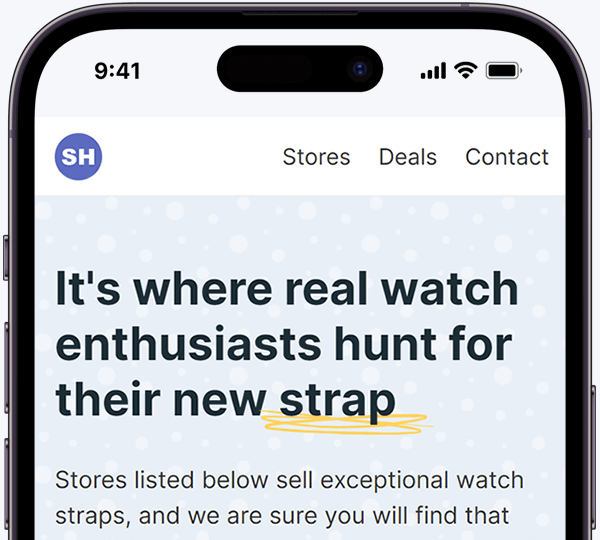 9:41
SH
Stores Deals Contact
It's where real watch
enthusiasts hunt for
their new strap
Stores listed below sell exceptional watch
straps, and we are sure you will find that